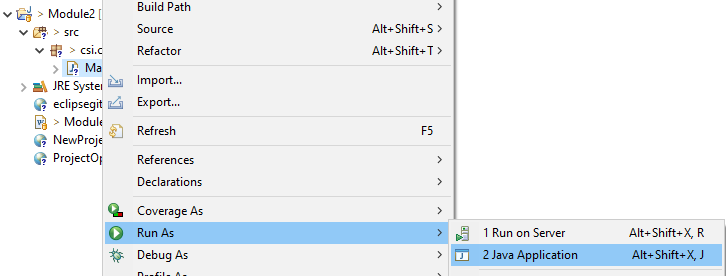 > Module2 [
> src
> csi.c
Ma
JRE System
eclipsegit
> Module
NewProje
ProjectOp
Build Path >
Source Alt+Shift+S >
Refactor Alt+Shift+T >
Import...
Export...
Refresh F5
References >
Declarations >
Coverage As >
Run As >
Debug As >
Profile As >
1 Run on Server Alt+Shift+X, R
2 Java Application Alt+Shift+X, J